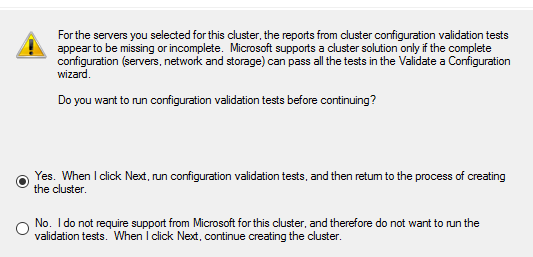 For the servers you selected for this cluster, the reports from cluster configuration validation tests
appear to be missing or incomplete.  Microsoft supports a cluster solution only if the complete
configuration (servers, network and storage) can pass all the tests in the Validate a Configuration
wizard.
Do you want to run configuration validation tests before continuing?
Yes.  When I click Next, run configuration validation tests, and then return to the process of creating
the cluster.
No.  I do not require support from Microsoft for this cluster, and therefore do not want to run the
validation tests.  When I click Next, continue creating the cluster.